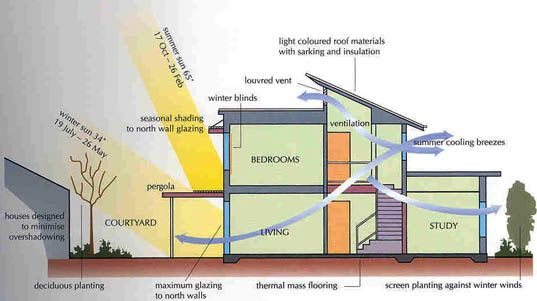 summer sun 65°
17 Oct - 26 Feb
winter sun 34°
19 July - 26 May
light coloured roof materials
with sarking and insulation
louvred vent
winter blinds
seasonal shading
to north wall glazing
ventilation
summer cooling breezes
BEDROOMS
pergola
houses designed
to minimise
overshadowing
COURTYARD
LIVING
STUDY
deciduous planting
maximum glazing
to north walls
thermal mass flooring
screen planting against winter winds